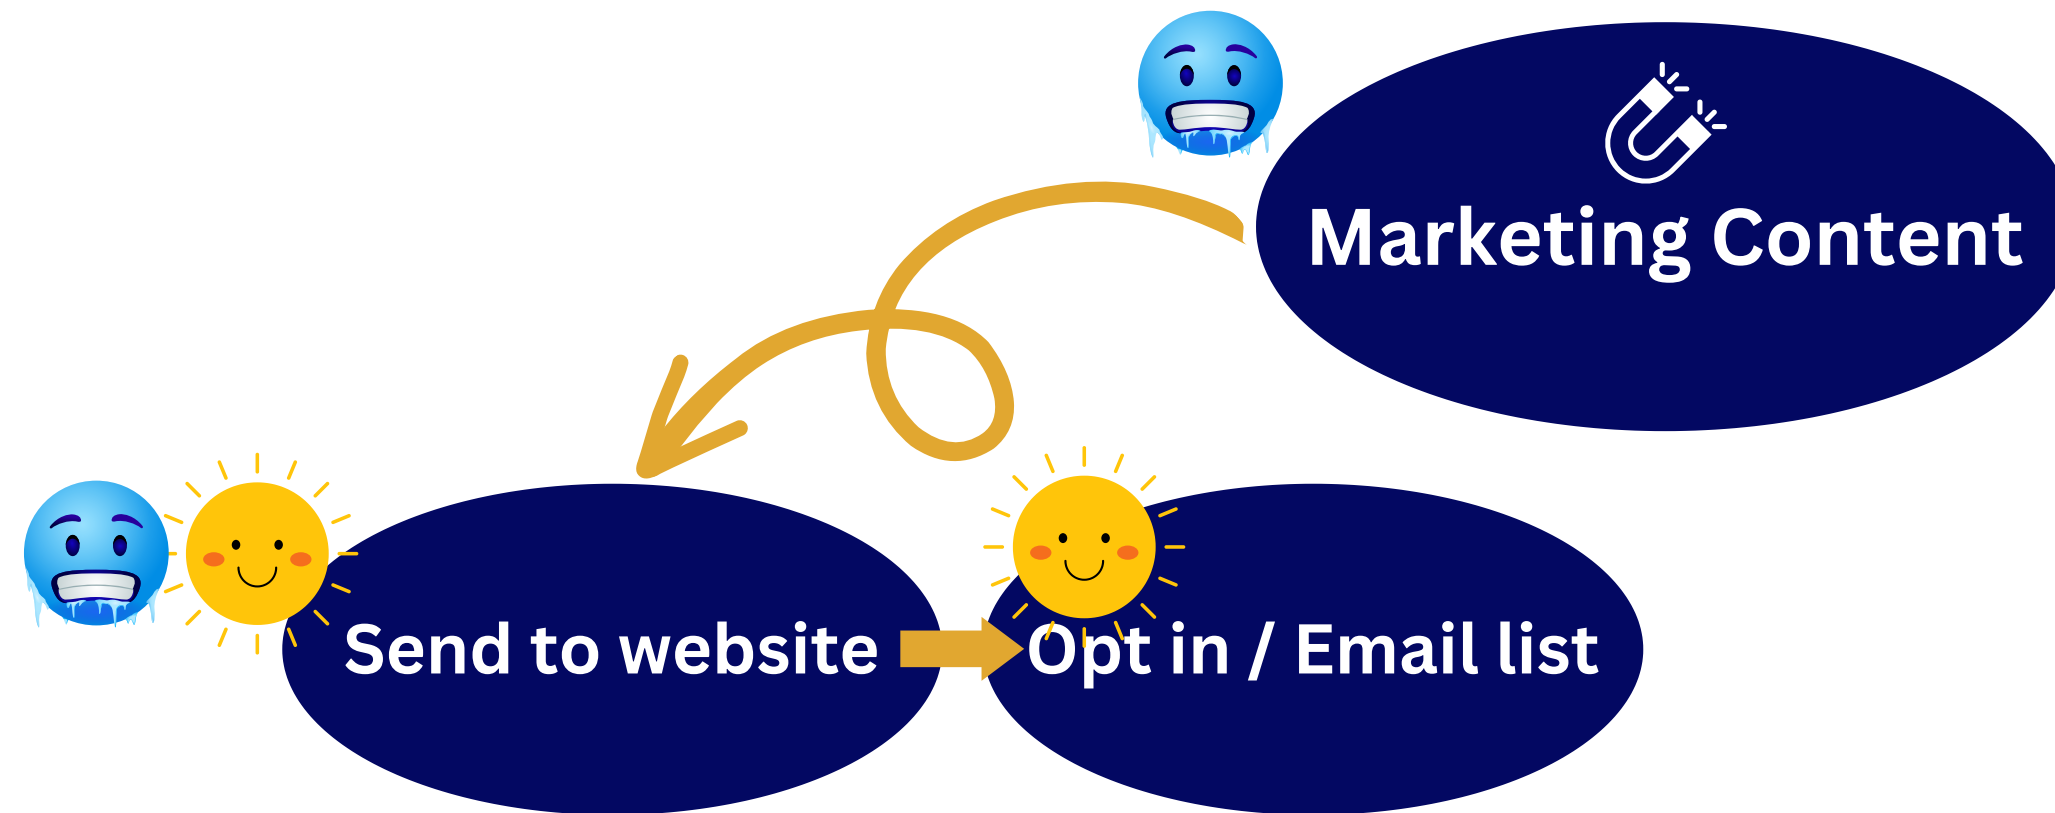 Marketing Content
Send to website
Opt in / Email list